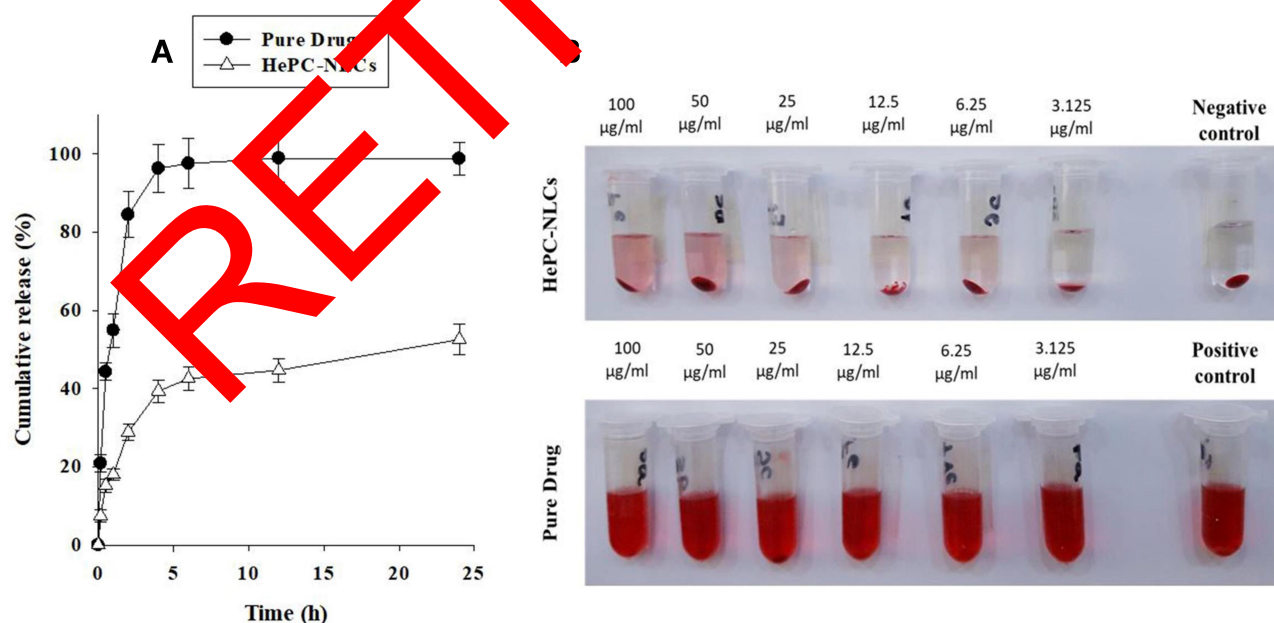 A
Pure Drug
HePC-NLCs
Cumulative release (%)
100
80
60
40
20
0
0 5 10 15 20 25
Time (h)
RET
B
100 50 25 12.5 6.25 3.125 Negative
µg/ml µg/ml µg/ml µg/ml µg/ml µg/ml control
HePC-NLCs
100 50 25 12.5 6.25 3.125 Positive
µg/ml µg/ml µg/ml µg/ml µg/ml µg/ml control
Pure Drug